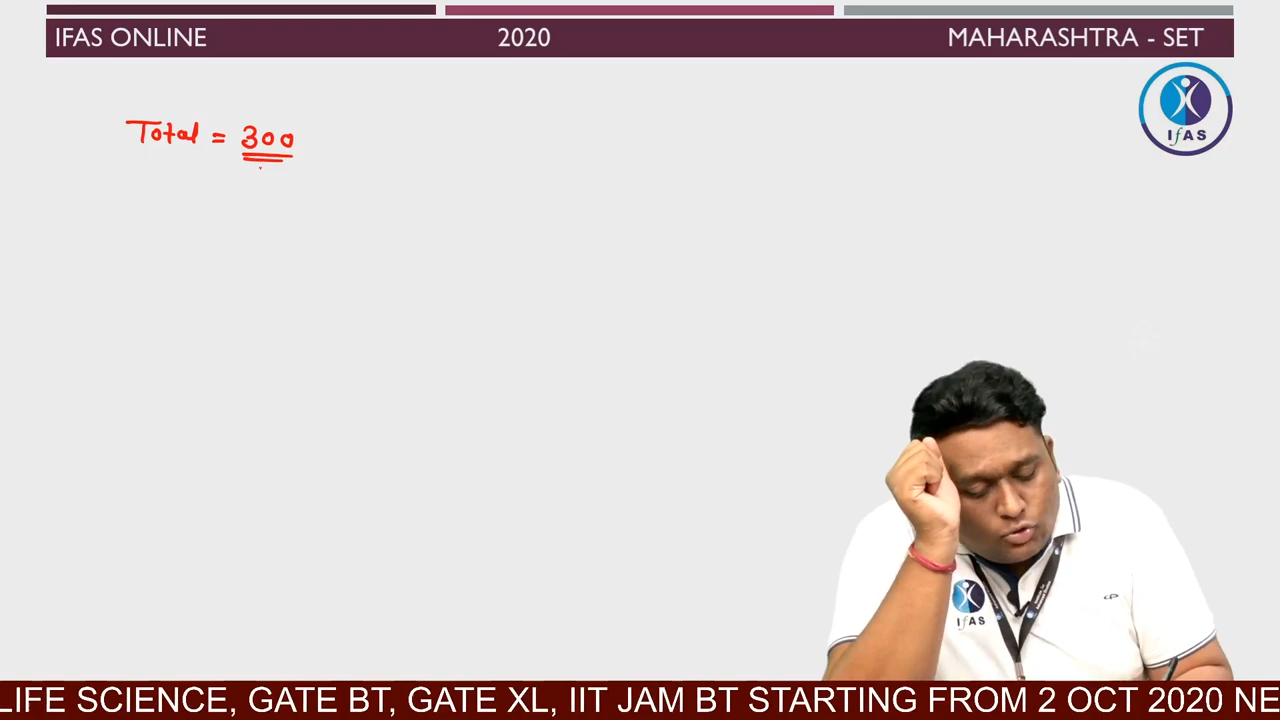 IFAS ONLINE 2020 MAHARASHTRA - SET
IfAS
Total = 300
IfAS
LIFE SCIENCE, GATE BT, GATE XL, IIT JAM BT STARTING FROM 2 OCT 2020 NE